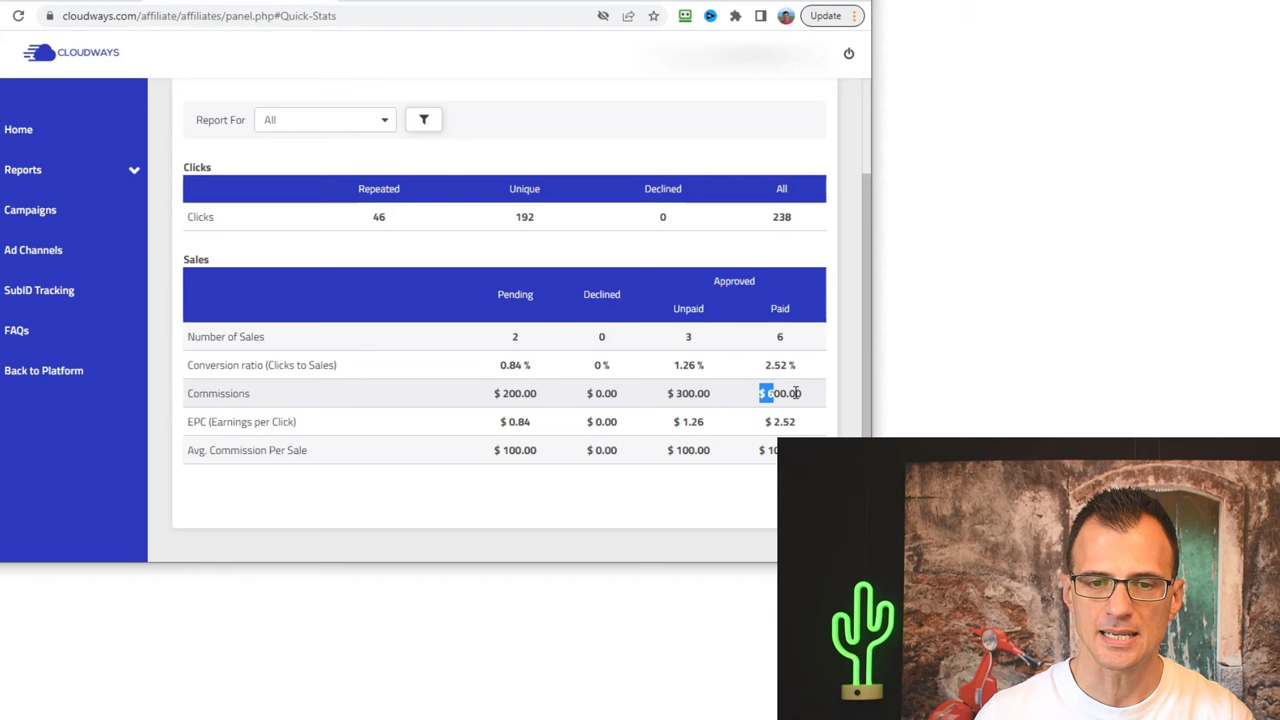 cloudways.com/affiliate/affiliates/panel.php#Quick-Stats
Update
CLOUDWAYS
Home
Reports
Campaigns
Ad Channels
SubID Tracking
FAQs
Back to Platform
Report For All
Clicks
Repeated Unique Declined All
Clicks 46 192 0 238
Sales
Approved
Pending Declined
Unpaid Paid
Number of Sales 2 0 3 6
Conversion ratio (Clicks to Sales) 0.84 % 0 % 1.26 % 2.52 %
Commissions $ 200.00 $ 0.00 $ 300.00 $ 600.00
EPC (Earnings per Click) $ 0.84 $ 0.00 $ 1.26 $ 2.52
Avg. Commission Per Sale $ 100.00 $ 0.00 $ 100.00 $